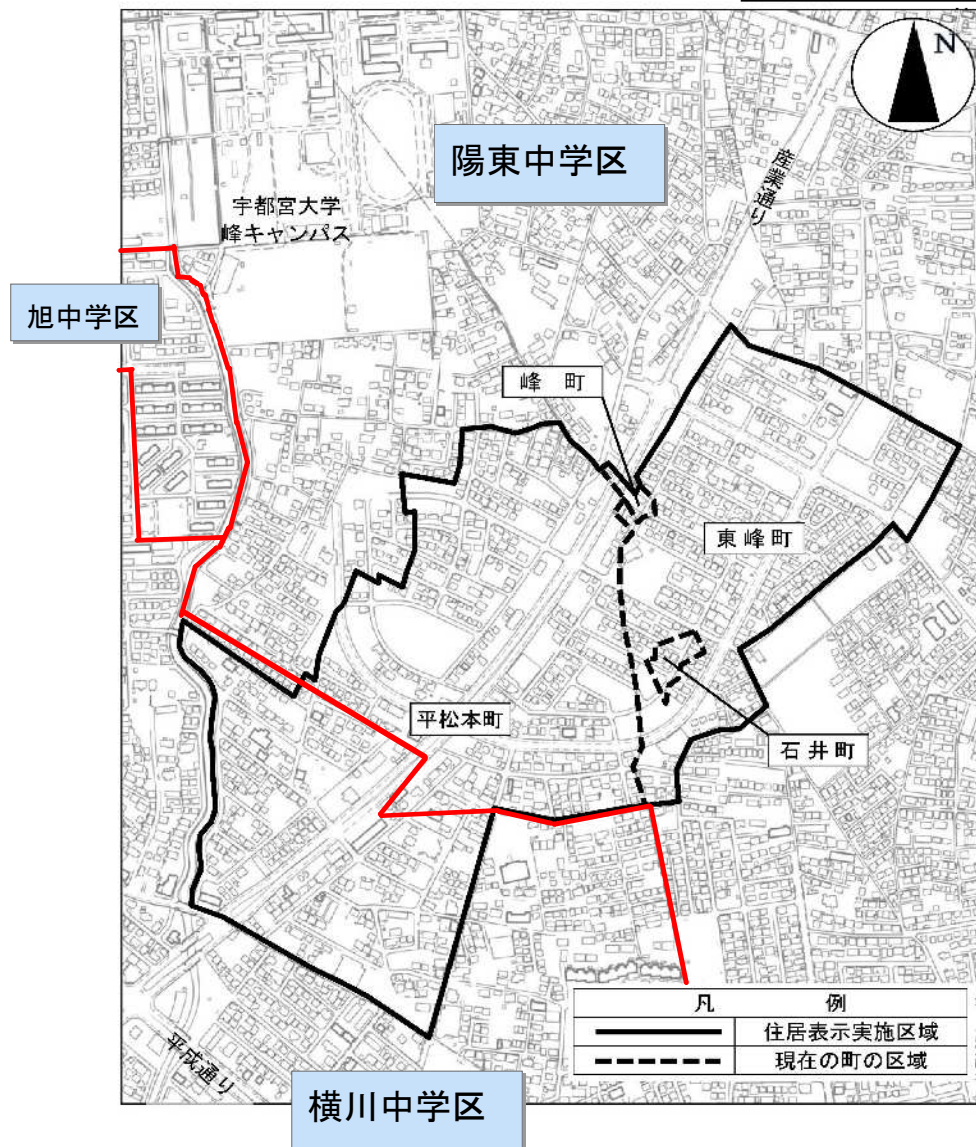 N
陽東中学区
産業通り
宇都宮大学
峰キャンパス
旭中学区
峰 町
東峰町
平松本町
石井町
凡 例
住居表示実施区域
現在の町の区域
平成通り
横川中学区